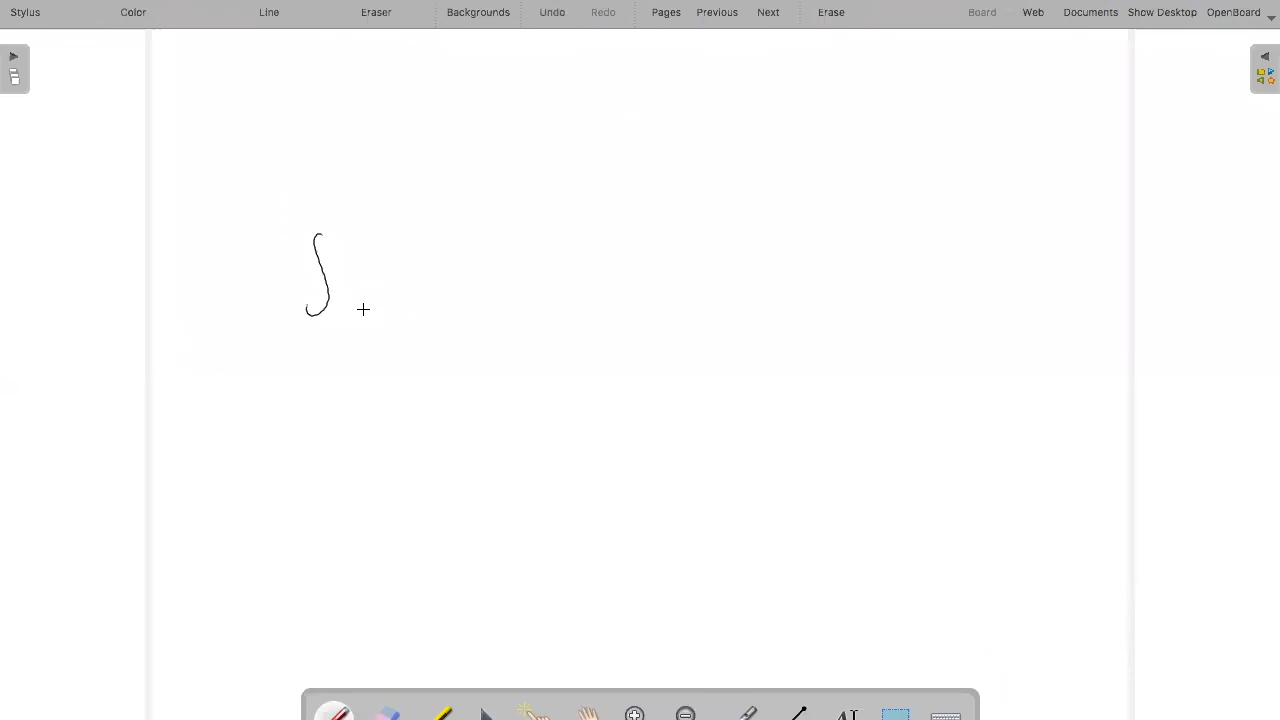 Stylus Color Line Eraser Backgrounds Undo Redo Pages Previous Next Erase Board Web Documents Show Desktop OpenBoard
∫